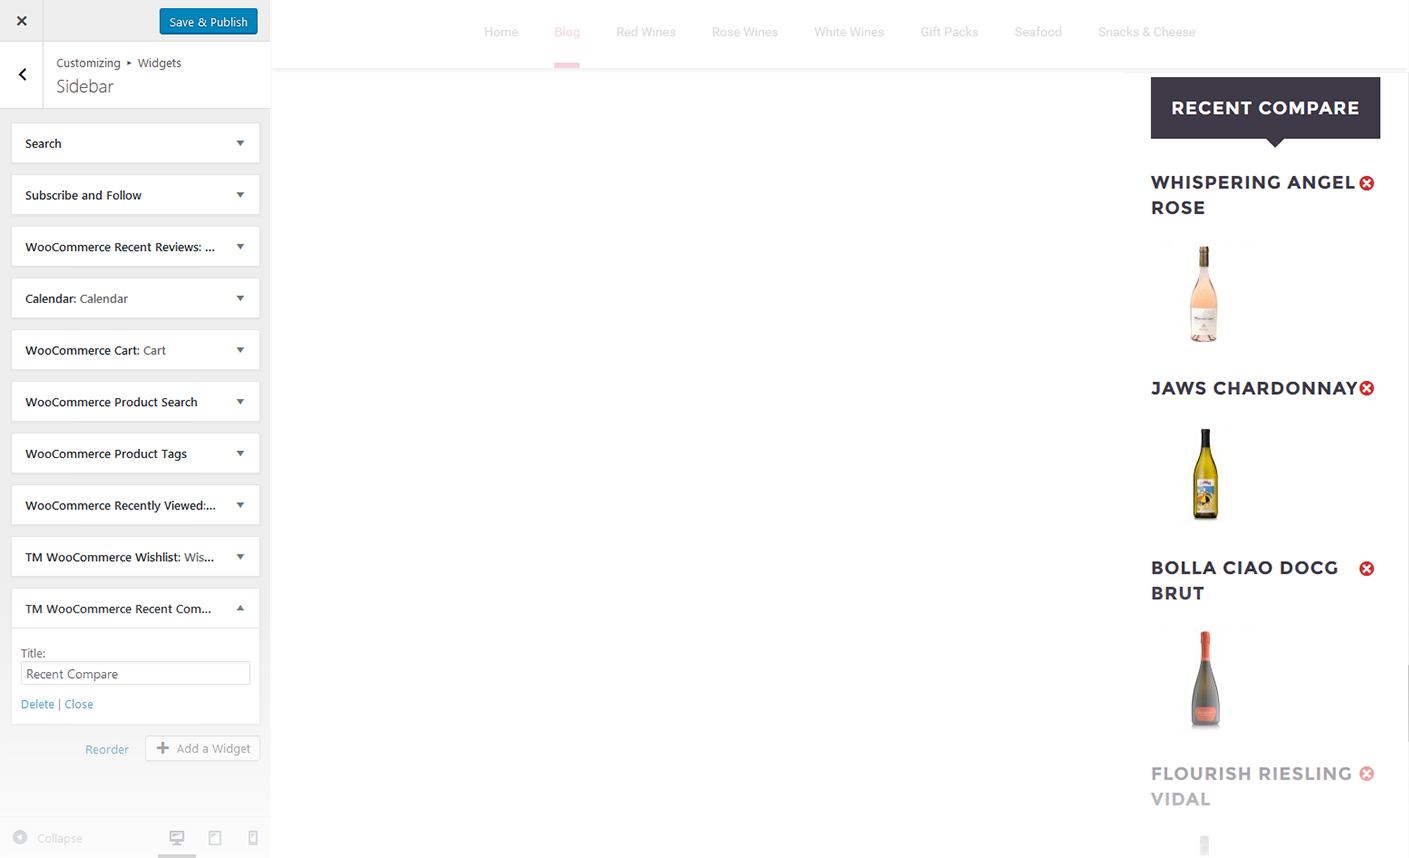 Save & Publish
Customizing ▸ Widgets
Sidebar
Search
Subscribe and Follow
WooCommerce Recent Reviews: ...
Calendar: Calendar
WooCommerce Cart: Cart
WooCommerce Product Search
WooCommerce Product Tags
WooCommerce Recently Viewed:...
TM WooCommerce Wishlist: Wis...
TM WooCommerce Recent Com...
Title:
Recent Compare
Delete | Close
Reorder
Add a Widget
Collapse
Home Blog Red Wines Rose Wines White Wines Gift Packs Seafood Snacks & Cheese
RECENT COMPARE
WHISPERING ANGEL
ROSE
JAWS CHARDONNAY
BOLLA CIAO DOCG
BRUT
FLOURISH RIESLING
VIDAL